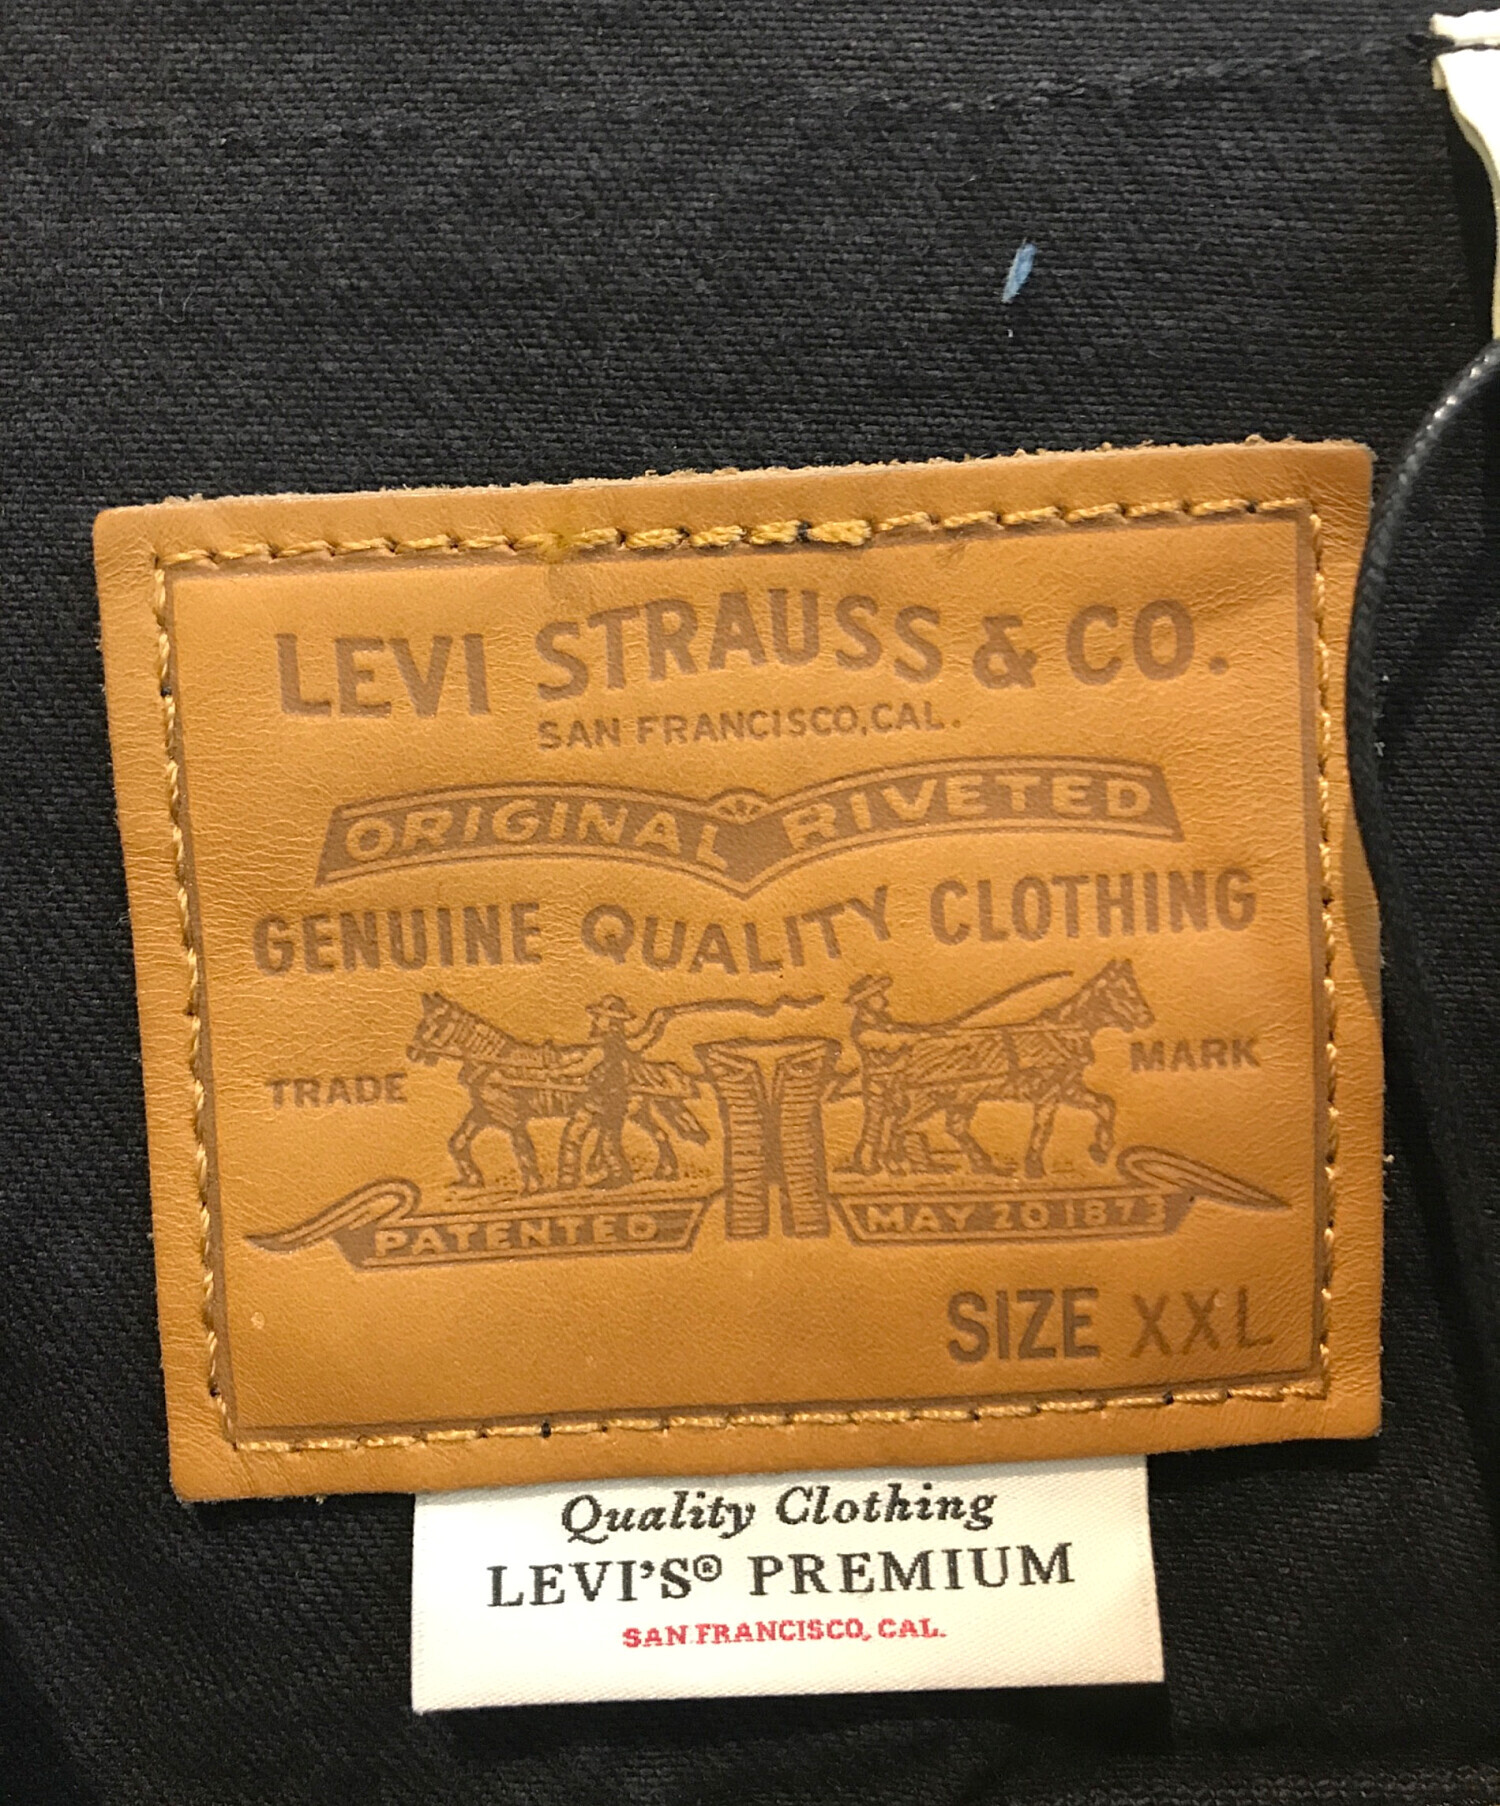 LEVI STRAUSS & CO.
SAN FRANCISCO, CAL.
ORIGINAL RIVETED
GENUINE QUALITY CLOTHING
TRADE MARK
PATENTED MAY 20 1873
SIZE XXL
Quality Clothing
LEVI'S® PREMIUM
SAN FRANCISCO, CAL.